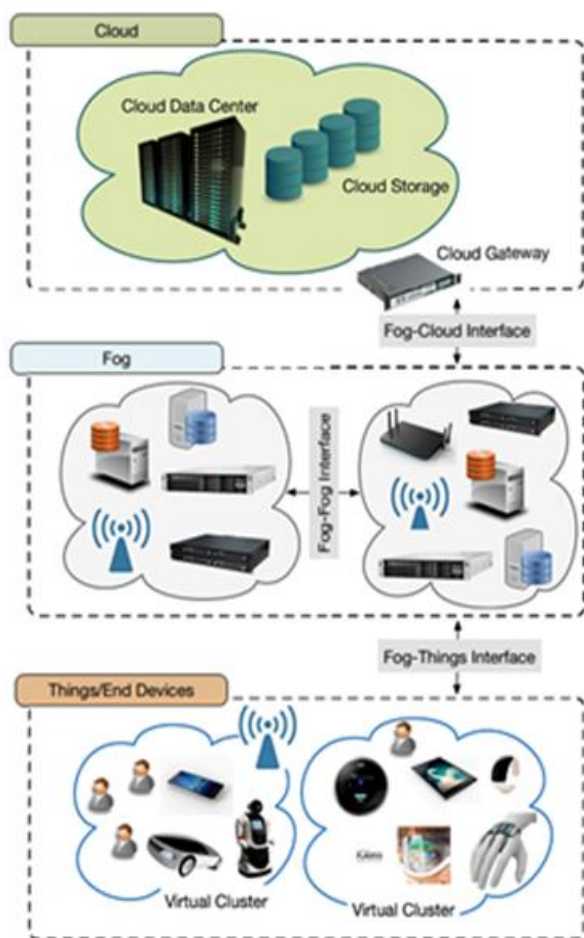 Cloud
Cloud Data Center
Cloud Storage
Cloud Gateway
Fog-Cloud Interface
Fog
Fog-Fog Interface
Fog-Things Interface
Things/End Devices
Virtual Cluster
Virtual Cluster